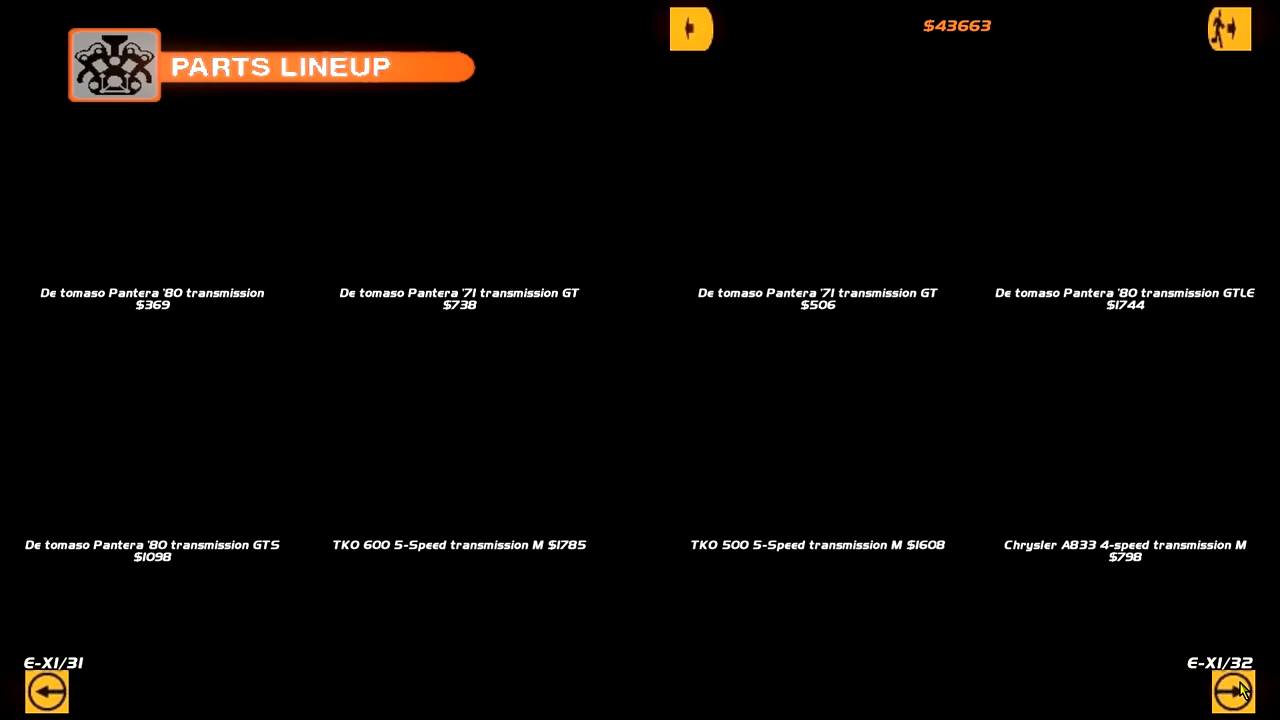 $43663
PARTS LINEUP
De tomaso Pantera '80 transmission
$369
De tomaso Pantera '71 transmission GT
$738
De tomaso Pantera '71 transmission GT
$506
De tomaso Pantera '80 transmission GTLE
$1744
De tomaso Pantera '80 transmission GTS
$1098
TKO 600 5-Speed transmission M $1785
TKO 500 5-Speed transmission M $1608
Chrysler A833 4-speed transmission M
$798
E-XI/31
E-XI/32